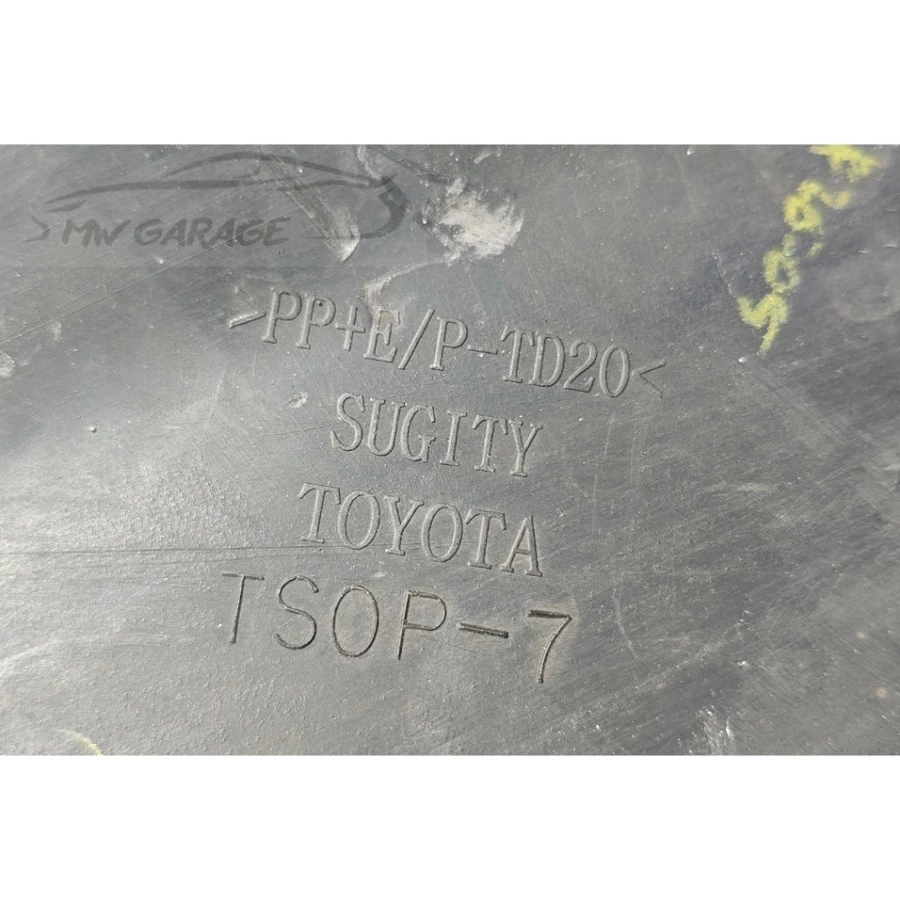 MW GARAGE
>PP+E/P-TD20<
SUGITY
TOYOTA
TSOP-7